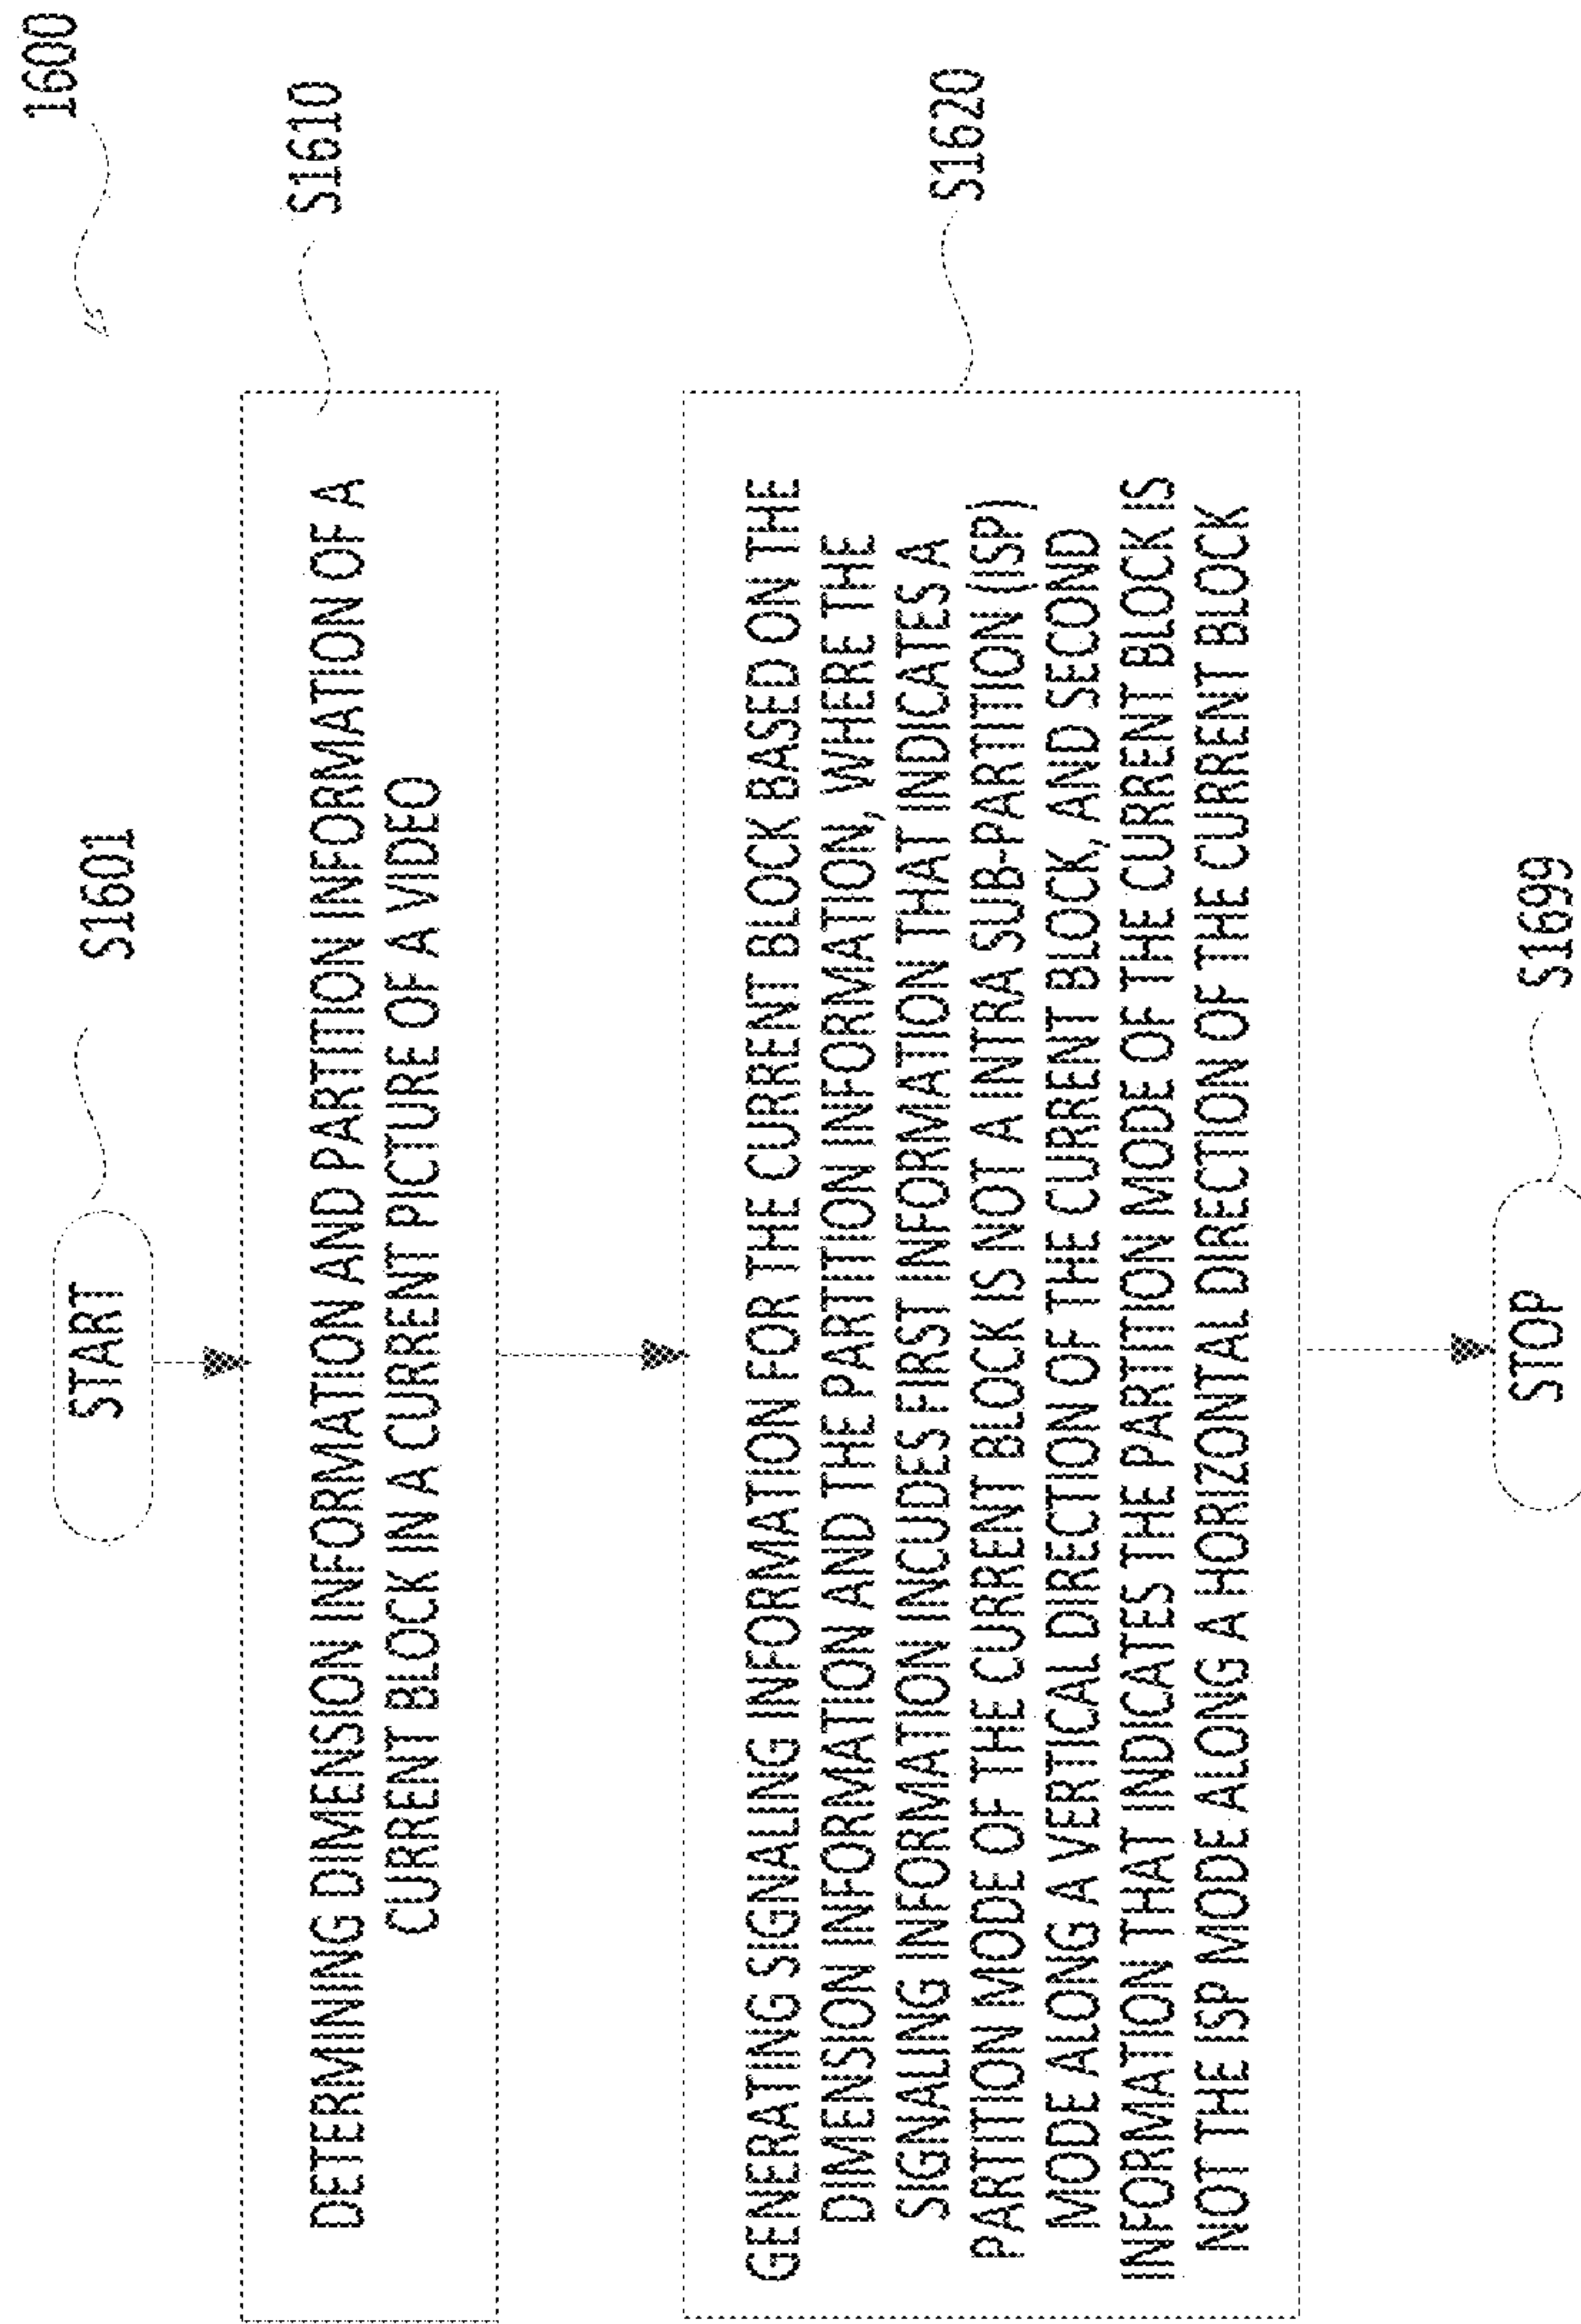 1600
START
S1601
DETERMINING DIMENSION INFORMATION AND PARTITION INFORMATION OF A
CURRENT BLOCK IN A CURRENT PICTURE OF A VIDEO
S1610
GENERATING SIGNALING INFORMATION FOR THE CURRENT BLOCK BASED ON THE
DIMENSION INFORMATION AND THE PARTITION INFORMATION, WHERE THE
SIGNALING INFORMATION INCUDES FIRST INFORMATION THAT INDICATES A
PARTITION MODE OF THE CURRENT BLOCK IS NOT A INTRA SUB-PARTITION (ISP)
MODE ALONG A VERTICAL DIRECTION OF THE CURRENT BLOCK, AND SECOND
INFORMATION THAT INDICATES THE PARTITION MODE OF THE CURRENT BLOCK IS
NOT THE ISP MODE ALONG A HORIZONTAL DIRECTION OF THE CURRENT BLOCK
S1620
STOP
S1699